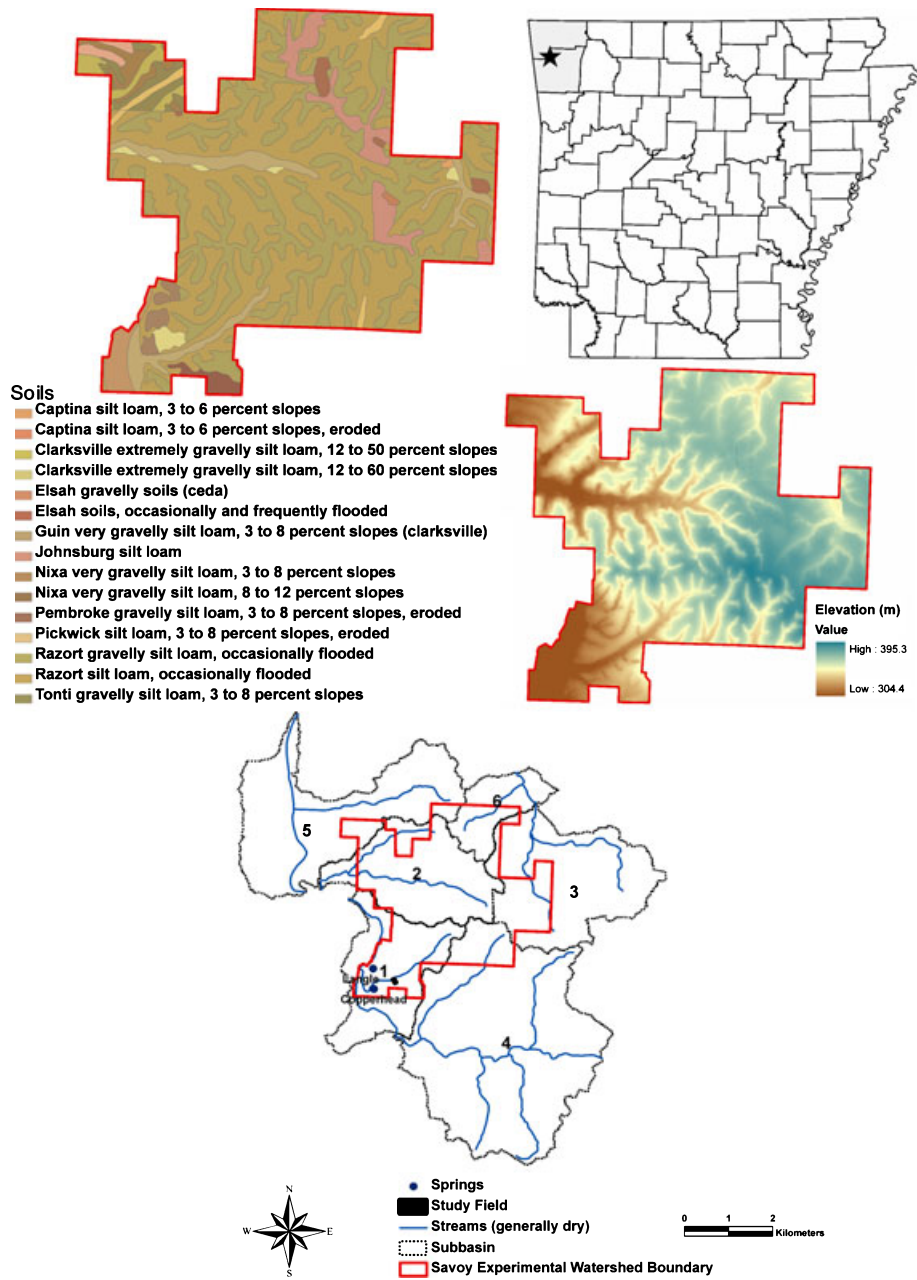 Soils
Captina silt loam, 3 to 6 percent slopes
Captina silt loam, 3 to 6 percent slopes, eroded
Clarksville extremely gravelly silt loam, 12 to 50 percent slopes
Clarksville extremely gravelly silt loam, 12 to 60 percent slopes
Elsah gravelly soils (ceda)
Elsah soils, occasionally and frequently flooded
Guin very gravelly silt loam, 3 to 8 percent slopes (clarksville)
Johnsburg silt loam
Nixa very gravelly silt loam, 3 to 8 percent slopes
Nixa very gravelly silt loam, 8 to 12 percent slopes
Pembroke gravelly silt loam, 3 to 8 percent slopes, eroded
Pickwick silt loam, 3 to 8 percent slopes, eroded
Razort gravelly silt loam, occasionally flooded
Razort silt loam, occasionally flooded
Tonti gravelly silt loam, 3 to 8 percent slopes
Elevation (m)
Value
High : 395.3
Low : 304.4
6
5
2
3
1
Langle
Copperhead
4
N
W
E
S
Springs
Study Field
Streams (generally dry)
Subbasin
Savoy Experimental Watershed Boundary
0 1 2
Kilometers